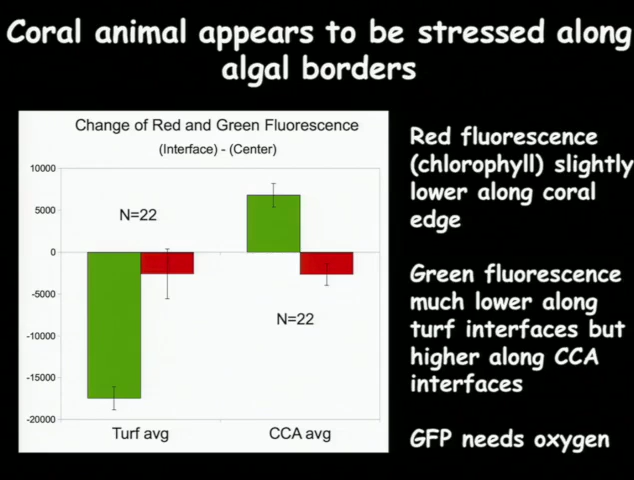 Coral animal appears to be stressed along
algal borders
Change of Red and Green Fluorescence
(Interface) - (Center)
10000
5000
0
-5000
-10000
-15000
-20000
N=22
N=22
Turf avg
CCA avg
Red fluorescence
(chlorophyll) slightly
lower along coral
edge
Green fluorescence
much lower along
turf interfaces but
higher along CCA
interfaces
GFP needs oxygen